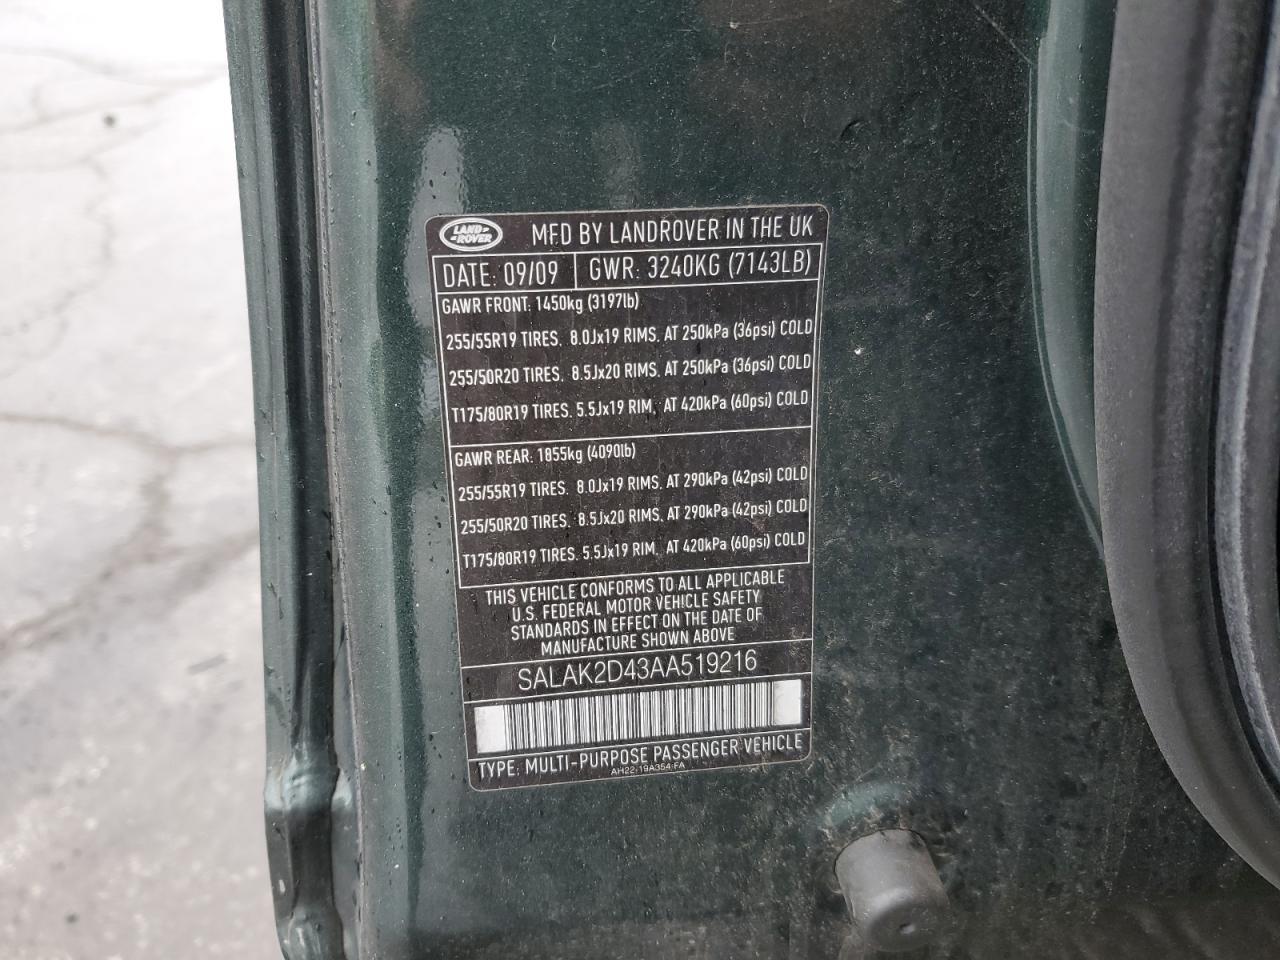 LAND-
-ROVER
MFD BY LANDROVER IN THE UK
DATE: 09/09 GWR: 3240KG (7143LB)
GAWR FRONT: 1450kg (3197lb)
255/55R19 TIRES, 8.0Jx19 RIMS, AT 250kPa (36psi) COLD
255/50R20 TIRES, 8.5Jx20 RIMS, AT 250kPa (36psi) COLD
T175/80R19 TIRES, 5.5Jx19 RIM, AT 420kPa (60psi) COLD
GAWR REAR: 1855kg (4090lb)
255/55R19 TIRES, 8.0Jx19 RIMS, AT 290kPa (42psi) COLD
255/50R20 TIRES, 8.5Jx20 RIMS, AT 290kPa (42psi) COLD
T175/80R19 TIRES, 5.5Jx19 RIM, AT 420kPa (60psi) COLD
THIS VEHICLE CONFORMS TO ALL APPLICABLE
U.S. FEDERAL MOTOR VEHICLE SAFETY
STANDARDS IN EFFECT ON THE DATE OF
MANUFACTURE SHOWN ABOVE
SALAK2D43AA519216
TYPE: MULTI-PURPOSE PASSENGER VEHICLE
AH22-19A354-FA